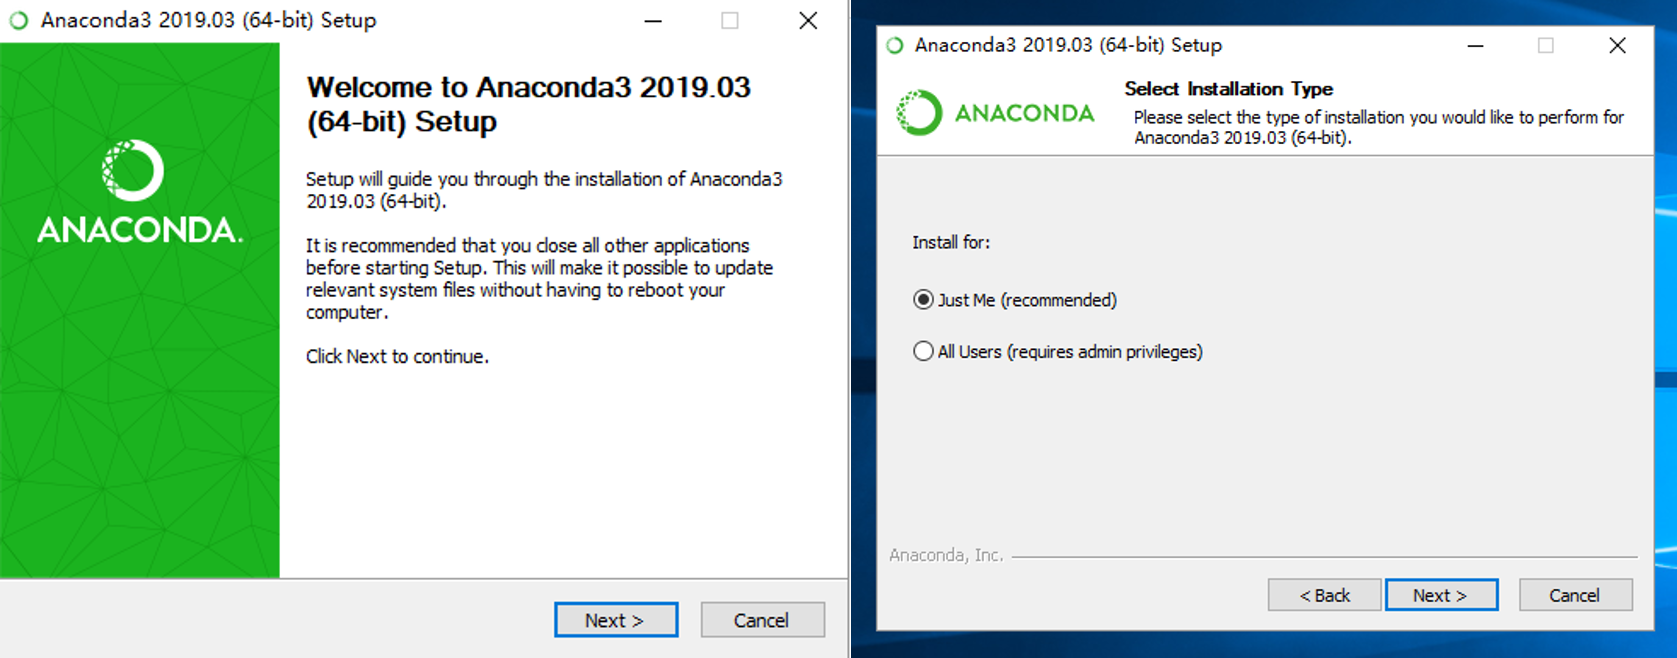 Anaconda3 2019.03 (64-bit) Setup
ANACONDA.
Welcome to Anaconda3 2019.03
(64-bit) Setup
Setup will guide you through the installation of Anaconda3
2019.03 (64-bit).
It is recommended that you close all other applications
before starting Setup. This will make it possible to update
relevant system files without having to reboot your
computer.
Click Next to continue.
Next >
Cancel
Anaconda3 2019.03 (64-bit) Setup
ANACONDA
Select Installation Type
Please select the type of installation you would like to perform for
Anaconda3 2019.03 (64-bit).
Install for:
Just Me (recommended)
All Users (requires admin privileges)
Anaconda, Inc.
< Back
Next >
Cancel